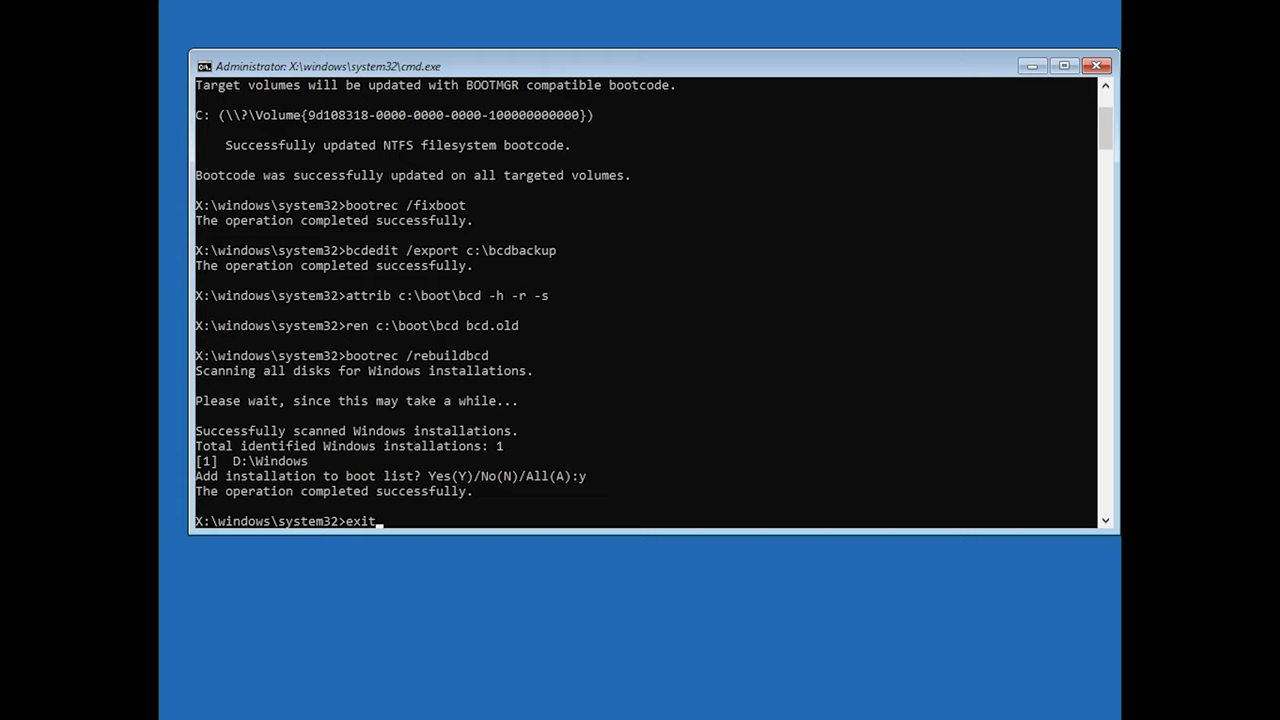 Administrator: X:\windows\system32\cmd.exe
Target volumes will be updated with BOOTMGR compatible bootcode.
C: (\\?\Volume{9d108318-0000-0000-0000-100000000000})
Successfully updated NTFS filesystem bootcode.
Bootcode was successfully updated on all targeted volumes.
X:\windows\system32>bootrec /fixboot
The operation completed successfully.
X:\windows\system32>bcdedit /export c:\bcdbackup
The operation completed successfully.
X:\windows\system32>attrib c:\boot\bcd -h -r -s
X:\windows\system32>ren c:\boot\bcd bcd.old
X:\windows\system32>bootrec /rebuildbcd
Scanning all disks for Windows installations.
Please wait, since this may take a while...
Successfully scanned Windows installations.
Total identified Windows installations: 1
[1]  D:\Windows
Add installation to boot list? Yes(Y)/No(N)/All(A):y
The operation completed successfully.
X:\windows\system32>exit